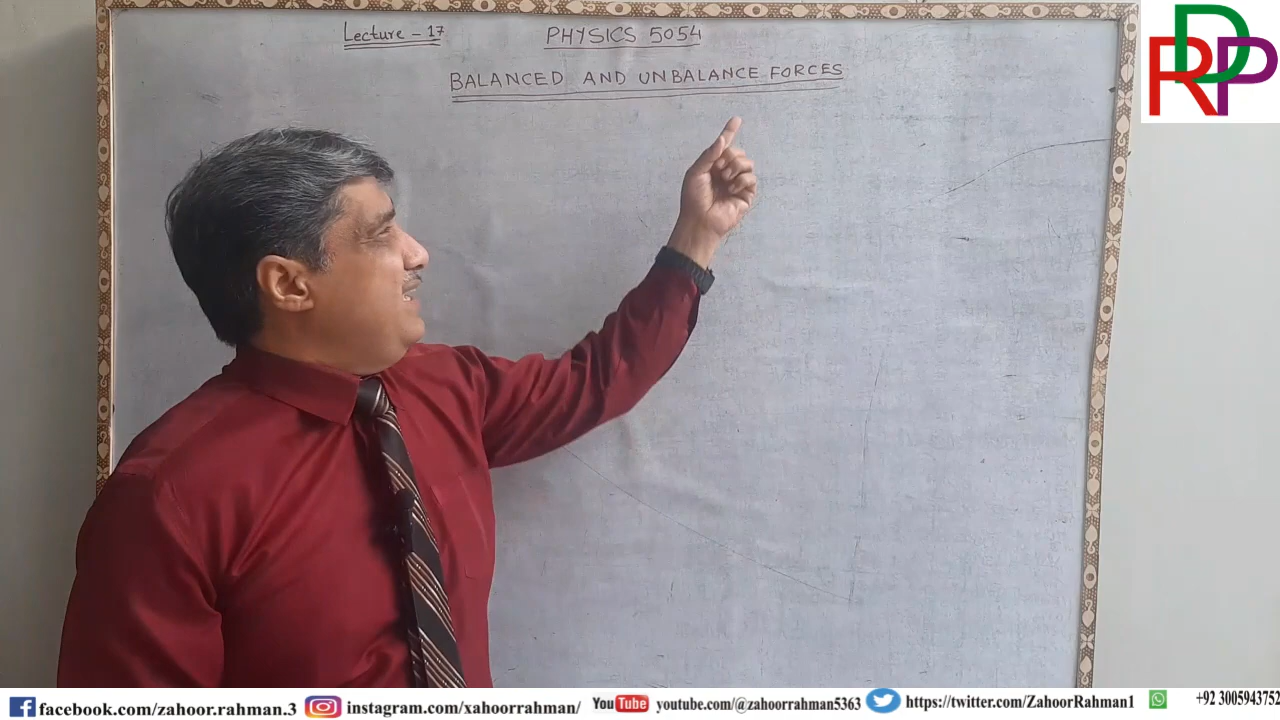 Lecture - 17
PHYSICS 5054
BALANCED AND UNBALANCE FORCES
RDP
facebook.com/zahoor.rahman.3
instagram.com/xahoorrahman/
YouTube youtube.com/@zahoorrahman5363
https://twitter.com/ZahoorRahman1
+92 3005943752